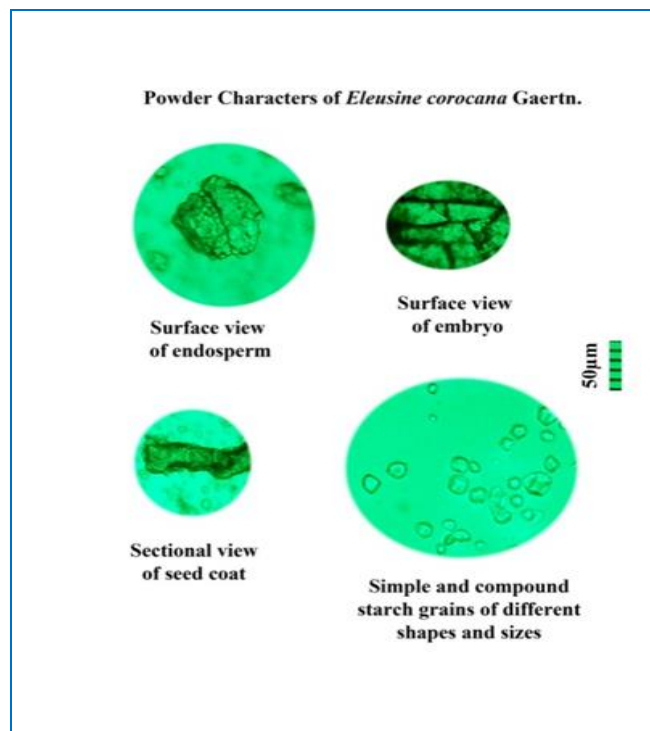 Powder Characters of Eleusine corocana Gaertn.
Surface view
of endosperm
Surface view
of embryo
50µm
Sectional view
of seed coat
Simple and compound
starch grains of different
shapes and sizes